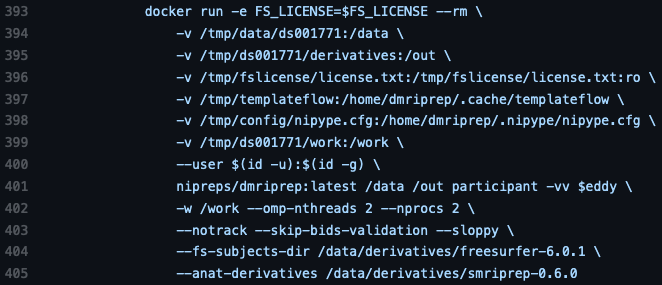 393 docker run -e FS_LICENSE=$FS_LICENSE --rm \
394 -v /tmp/data/ds001771:/data \
395 -v /tmp/ds001771/derivatives:/out \
396 -v /tmp/fslicense/license.txt:/tmp/fslicense/license.txt:ro \
397 -v /tmp/templateflow:/home/dmriprep/.cache/templateflow \
398 -v /tmp/config/nipype.cfg:/home/dmriprep/.nipype/nipype.cfg \
399 -v /tmp/ds001771/work:/work \
400 --user $(id -u):$(id -g) \
401 nipreps/dmriprep:latest /data /out participant -vv $eddy \
402 -w /work --omp-nthreads 2 --nprocs 2 \
403 --notrack --skip-bids-validation --sloppy \
404 --fs-subjects-dir /data/derivatives/freesurfer-6.0.1 \
405 --anat-derivatives /data/derivatives/smriprep-0.6.0